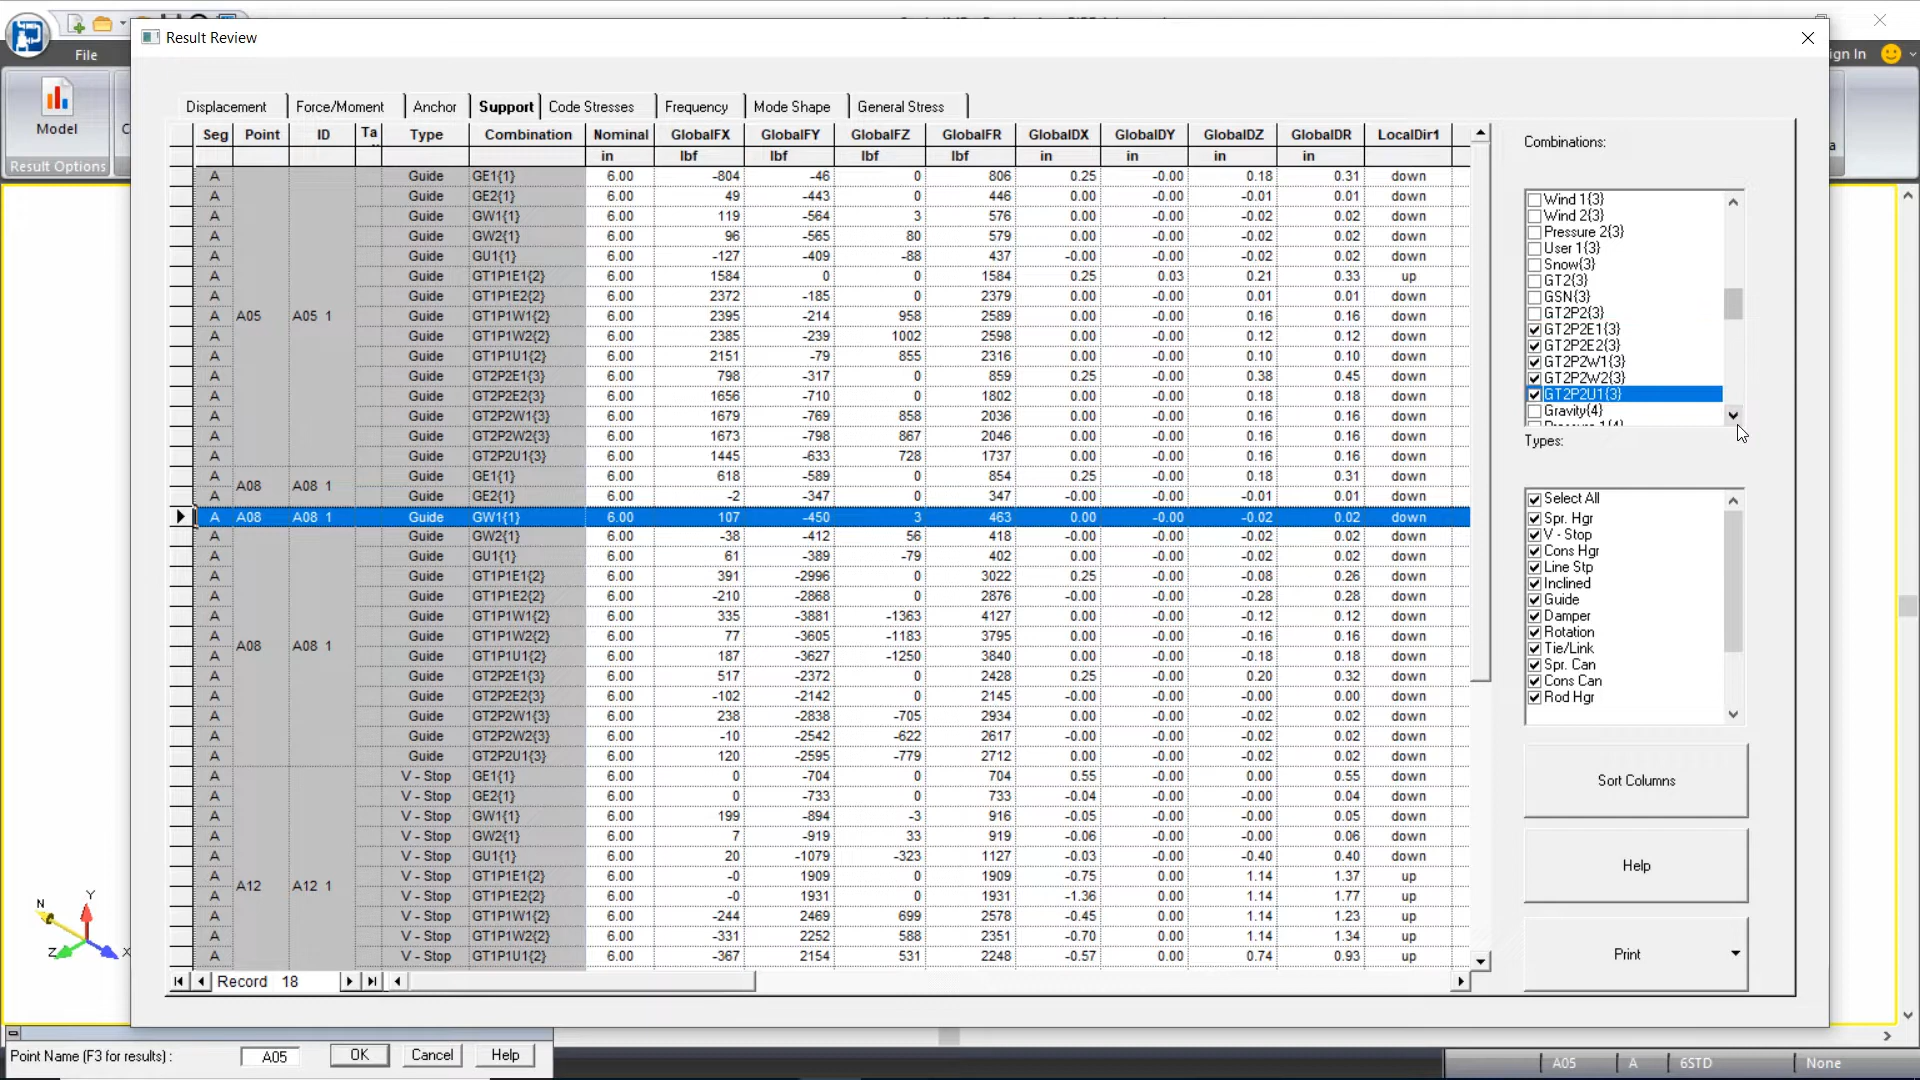 Result Review
File
ign In
Model
Result Options
Displacement Force/Moment Anchor Support Code Stresses Frequency Mode Shape General Stress
Seg Point ID Ta Type Combination Nominal GlobalFX GlobalFY GlobalFZ GlobalFR GlobalDX GlobalDY GlobalDZ GlobalDR LocalDir1
in lbf lbf lbf lbf in in in in
A Guide GE1{1} 6.00 -804 -46 0 806 0.25 -0.00 0.18 0.31 down
A Guide GE2{1} 6.00 49 -443 0 446 0.00 -0.00 -0.01 0.01 down
A Guide GW1{1} 6.00 119 -564 3 576 0.00 -0.00 -0.02 0.02 down
A Guide GW2{1} 6.00 96 -565 80 579 0.00 -0.00 -0.02 0.02 down
A Guide GU1{1} 6.00 -127 -409 -88 437 0.00 -0.00 -0.02 0.02 down
A Guide GT1P1E1{2} 6.00 1584 0 0 1584 0.25 0.03 0.21 0.33 up
A Guide GT1P1E2{2} 6.00 2372 -185 0 2379 0.00 -0.00 0.01 0.01 down
A A05 A05 1 Guide GT1P1W1{2} 6.00 2395 -214 958 2589 0.00 -0.00 0.16 0.16 down
A Guide GT1P1W2{2} 6.00 2385 -239 1002 2598 0.00 -0.00 0.12 0.12 down
A Guide GT1P1U1{2} 6.00 2151 -79 855 2316 0.00 -0.00 0.10 0.10 down
A Guide GT2P2E1{3} 6.00 798 -317 0 859 0.25 -0.00 0.38 0.45 down
A Guide GT2P2E2{3} 6.00 1656 -710 0 1802 0.00 -0.00 0.18 0.18 down
A Guide GT2P2W1{3} 6.00 1679 -769 858 2036 0.00 -0.00 0.16 0.16 down
A Guide GT2P2W2{3} 6.00 1673 -798 867 2046 0.00 -0.00 0.16 0.16 down
A Guide GT2P2U1{3} 6.00 1445 -633 728 1737 0.00 -0.00 0.16 0.16 down
A A08 A08 1 Guide GE1{1} 6.00 618 -589 0 854 0.25 -0.00 0.18 0.31 down
A Guide GE2{1} 6.00 -2 -347 0 347 -0.00 -0.00 -0.01 0.01 down
A A08 A08 1 Guide GW1{1} 6.00 107 -450 3 463 0.00 -0.00 -0.02 0.02 down
A Guide GW2{1} 6.00 -38 -412 56 418 0.00 -0.00 -0.02 0.02 down
A Guide GU1{1} 6.00 61 -389 -79 402 0.00 -0.00 -0.02 0.02 down
A Guide GT1P1E1{2} 6.00 391 -2996 0 3022 0.25 -0.00 -0.08 0.26 down
A Guide GT1P1E2{2} 6.00 -210 -2868 0 2876 -0.00 -0.00 -0.28 0.28 down
A Guide GT1P1W1{2} 6.00 335 -3881 -1363 4127 0.00 -0.00 -0.12 0.12 down
A Guide GT1P1W2{2} 6.00 77 -3605 -1183 3795 0.00 -0.00 -0.16 0.16 down
A A08 A08 1 Guide GT1P1U1{2} 6.00 187 -3627 -1250 3840 0.00 -0.00 -0.18 0.18 down
A Guide GT2P2E1{3} 6.00 517 -2372 0 2428 0.25 -0.00 0.20 0.32 down
A Guide GT2P2E2{3} 6.00 -102 -2142 0 2145 -0.00 -0.00 -0.00 0.00 down
A Guide GT2P2W1{3} 6.00 238 -2838 -705 2934 0.00 -0.00 -0.02 0.02 down
A Guide GT2P2W2{3} 6.00 -10 -2542 -622 2617 -0.00 -0.00 -0.02 0.02 down
A Guide GT2P2U1{3} 6.00 120 -2595 -779 2712 0.00 -0.00 -0.02 0.02 down
A V - Stop GE1{1} 6.00 0 -704 0 704 0.55 -0.00 0.00 0.55 down
A V - Stop GE2{1} 6.00 0 -733 0 733 -0.04 -0.00 -0.00 0.04 down
A V - Stop GW1{1} 6.00 199 -894 -3 916 -0.05 -0.00 -0.00 0.05 down
A V - Stop GW2{1} 6.00 7 -919 33 919 -0.06 -0.00 -0.00 0.06 down
A V - Stop GU1{1} 6.00 20 -1079 -323 1127 -0.03 -0.00 -0.40 0.40 down
A A12 A12 1 V - Stop GT1P1E1{2} 6.00 -0 1909 0 1909 -0.75 0.00 1.14 1.37 up
A V - Stop GT1P1E2{2} 6.00 -0 1931 0 1931 -1.36 0.00 1.14 1.77 up
A V - Stop GT1P1W1{2} 6.00 -244 2469 699 2578 -0.45 0.00 1.14 1.23 up
A V - Stop GT1P1W2{2} 6.00 -331 2252 588 2351 -0.70 0.00 1.14 1.34 up
A V - Stop GT1P1U1{2} 6.00 -367 2154 531 2248 -0.57 0.00 0.74 0.93 up
Record 18
Combinations:
Wind 1{3}
Wind 2{3}
Pressure 2{3}
User 1{3}
Snow{3}
GT2{3}
GSN{3}
GT2P2{3}
GT2P2E1{3}
GT2P2E2{3}
GT2P2W1{3}
GT2P2W2{3}
GT2P2U1{3}
Gravity{4}
Types:
Select All
Spr. Hgr
V - Stop
Cons Hgr
Line Stp
Inclined
Guide
Damper
Rotation
Tie/Link
Spr. Can
Cons Can
Rod Hgr
Sort Columns
Help
Print
N Y Z X
Point Name (F3 for results) : A05 OK Cancel Help
A05 A 6STD None